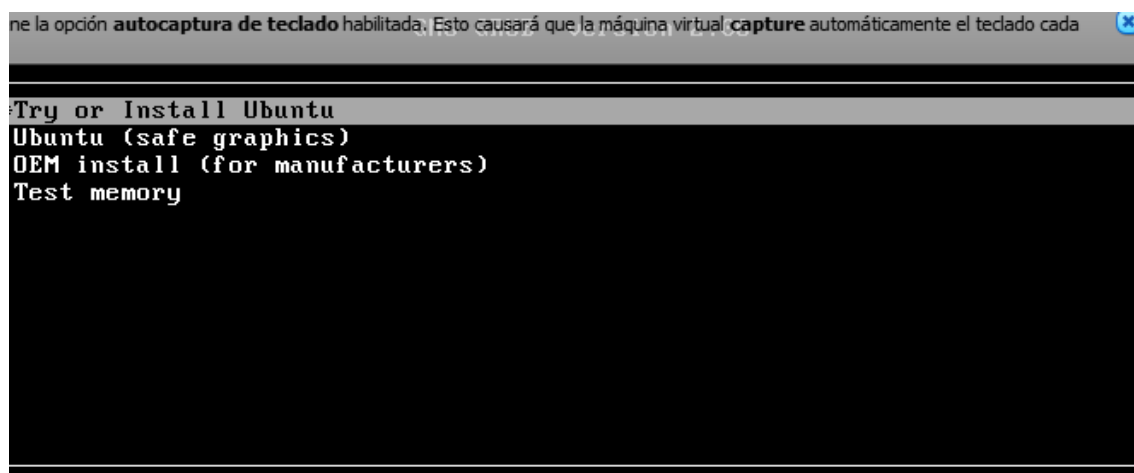 ne la opción autocaptura de teclado habilitada. Esto causará que la máquina virtual capture automáticamente el teclado cada
*Try or Install Ubuntu
Ubuntu (safe graphics)
OEM install (for manufacturers)
Test memory